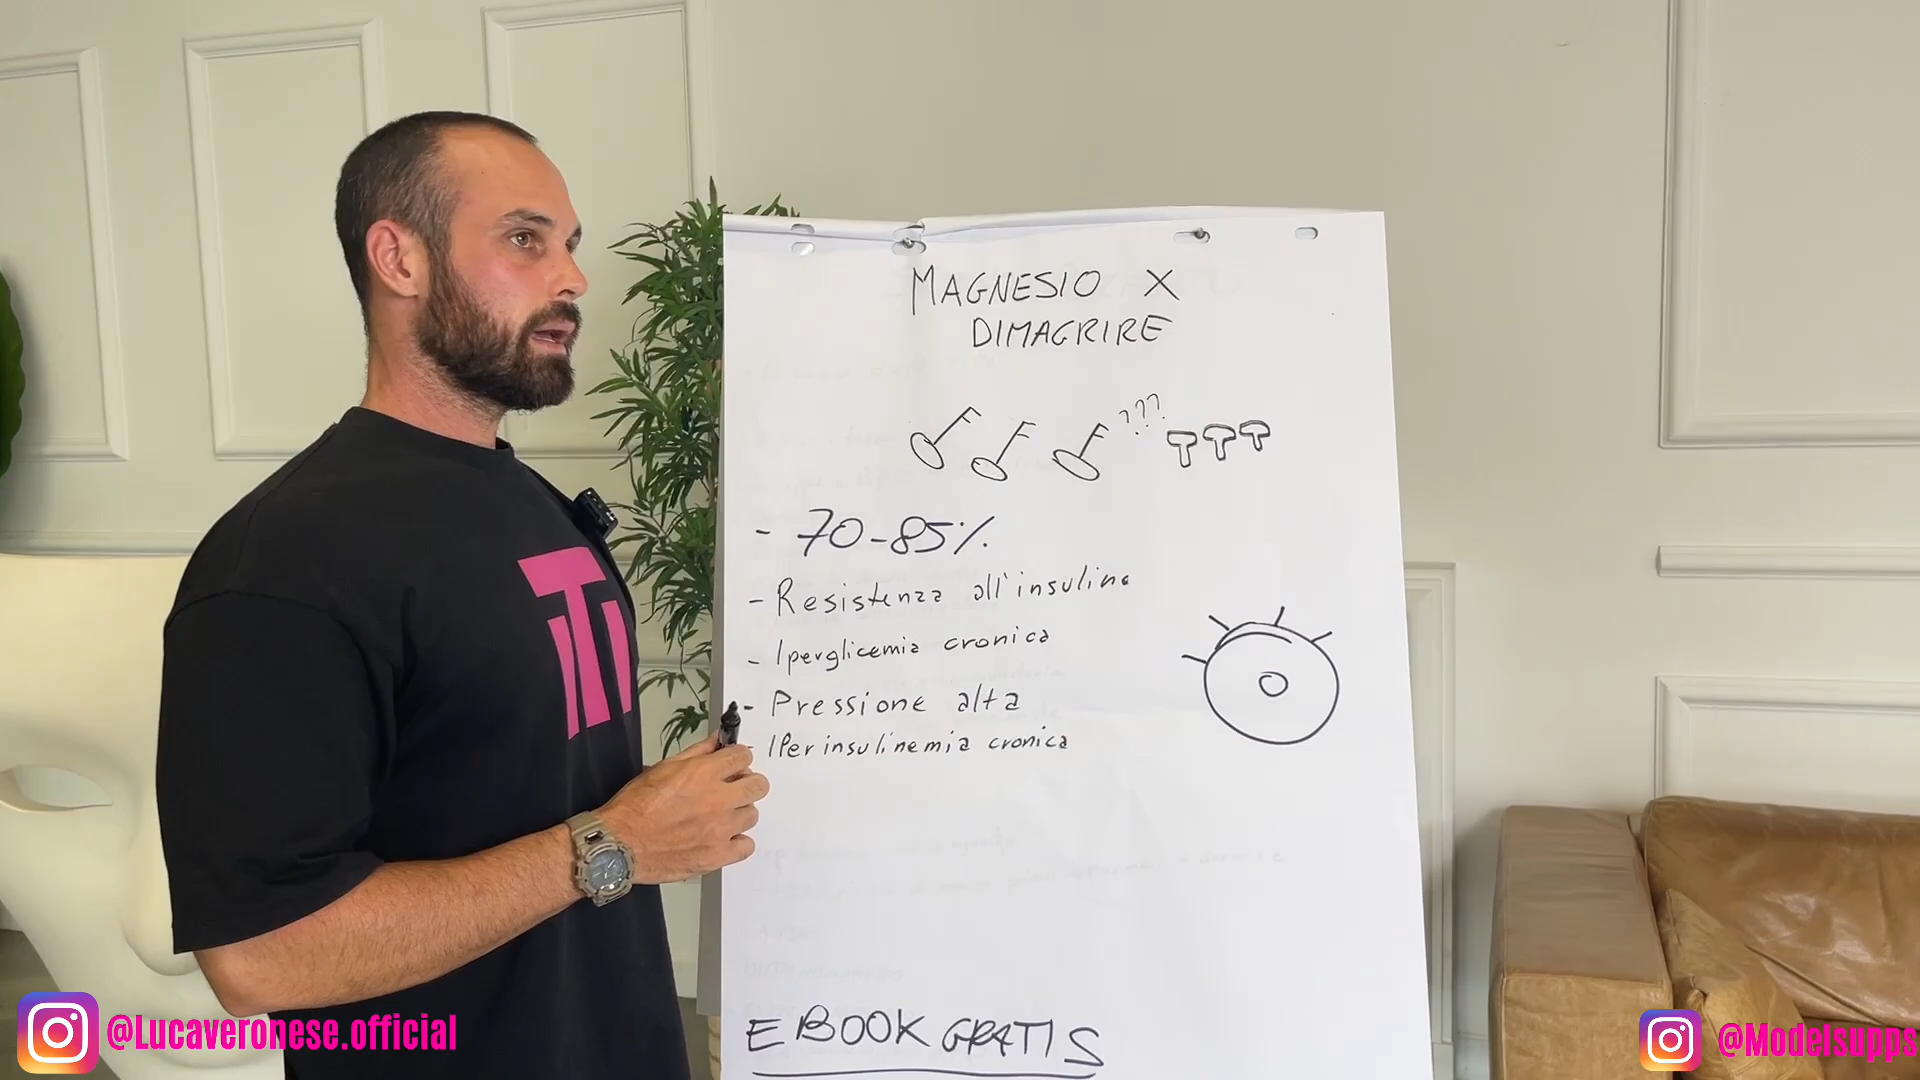 MAGNESIO X
DIMAGRIRE
???
- 70-85%
- Resistenza all'insulina
- Iperglicemia cronica
- Pressione alta
- IPerinsulinemia cronica
EBOOK GRATIS
@Lucaveronese.official
@Modelsupps